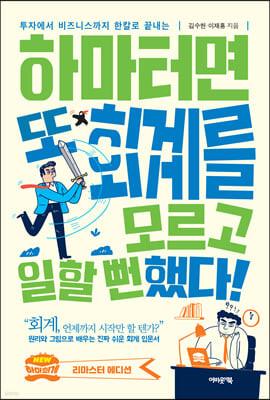 투자에서 비즈니스까지 한칼로 끝내는
김수헌 이재홍 지음
하마터면
또 회계를
모르고
일할 뻔했다!
“회계, 언제까지 시작만 할 텐가?”
원리와 그림으로 배우는 진짜 쉬운 회계 입문서
NEW
하마회계
리마스터 에디션
어바웃북